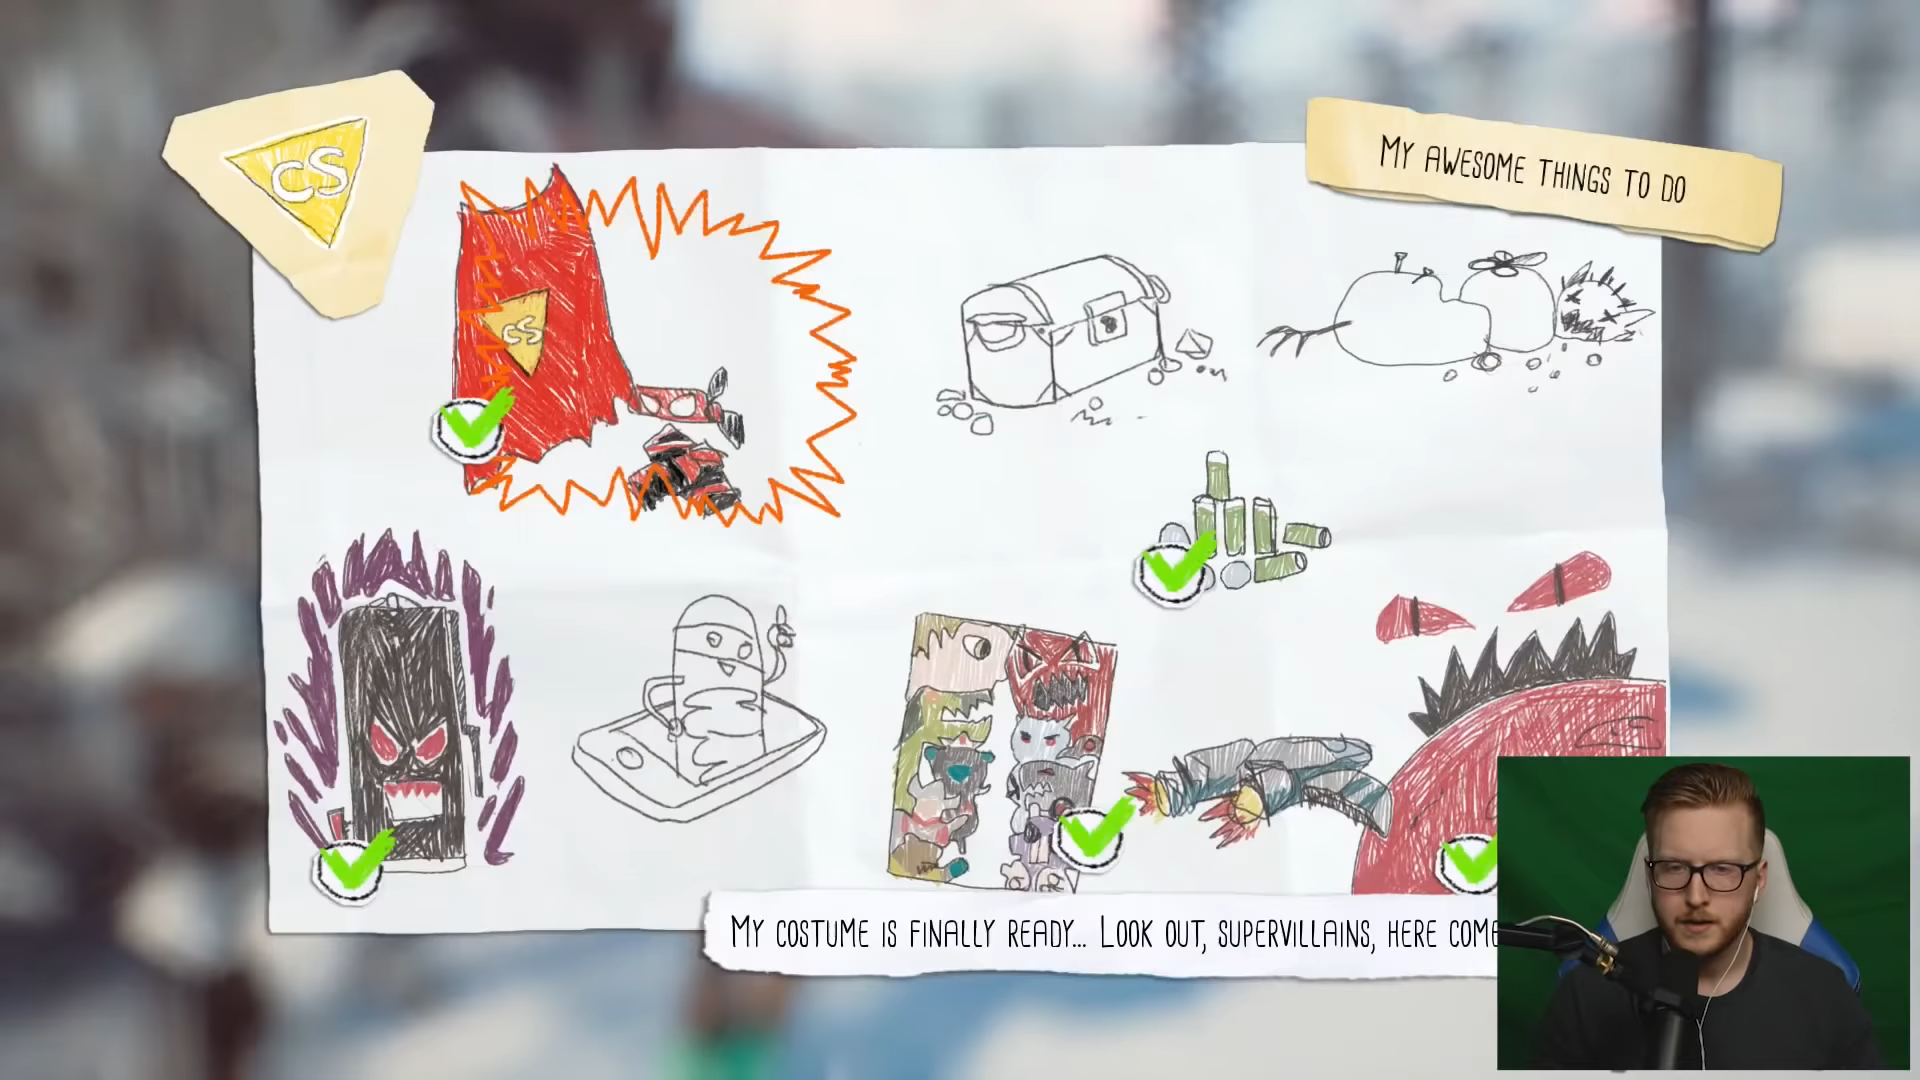 CS
MY AWESOME THINGS TO DO
CS
MY COSTUME IS FINALLY READY... LOOK OUT, SUPERVILLAINS, HERE COME